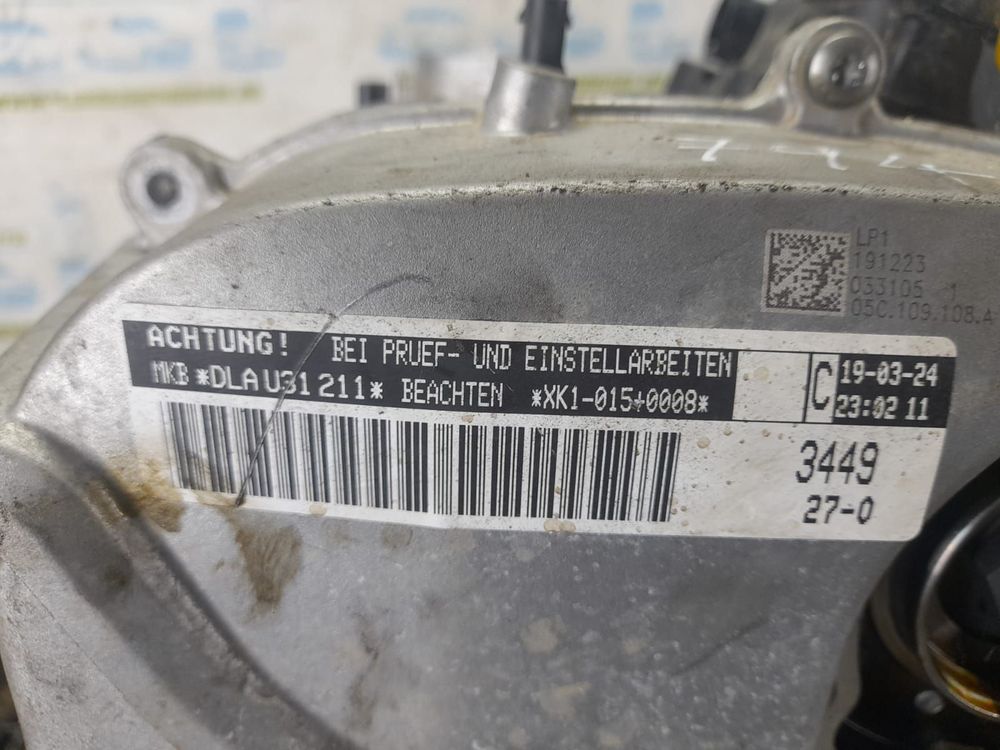 LP1
191223
033105 1
05C.109.108.A
ACHTUNG! BEI PRUEF- UND EINSTELLARBEITEN
MKB *DLA U31 211* BEACHTEN *XK1-015+0008*
C 19-03-24
23:02 11
3449
27-0